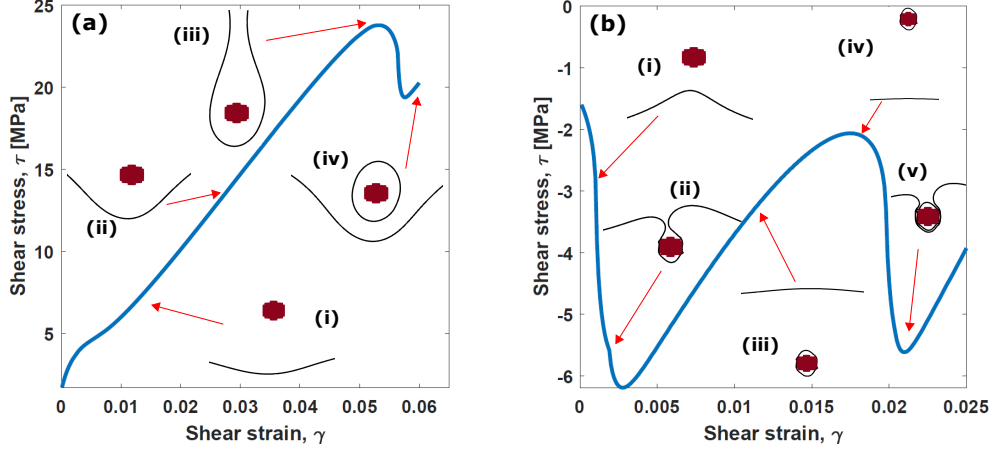 (a)
30
25
20
15
10
5
0
0.01
0.02
0.03
0.04
0.05
0.06
Shear stress, τ [MPa]
Shear strain, γ
(i)
(ii)
(iii)
(iv)
(b)
0
-1
-2
-3
-4
-5
-6
0
0.005
0.01
0.015
0.02
0.025
Shear stress, τ [MPa]
Shear strain, γ
(i)
(ii)
(iii)
(iv)
(v)